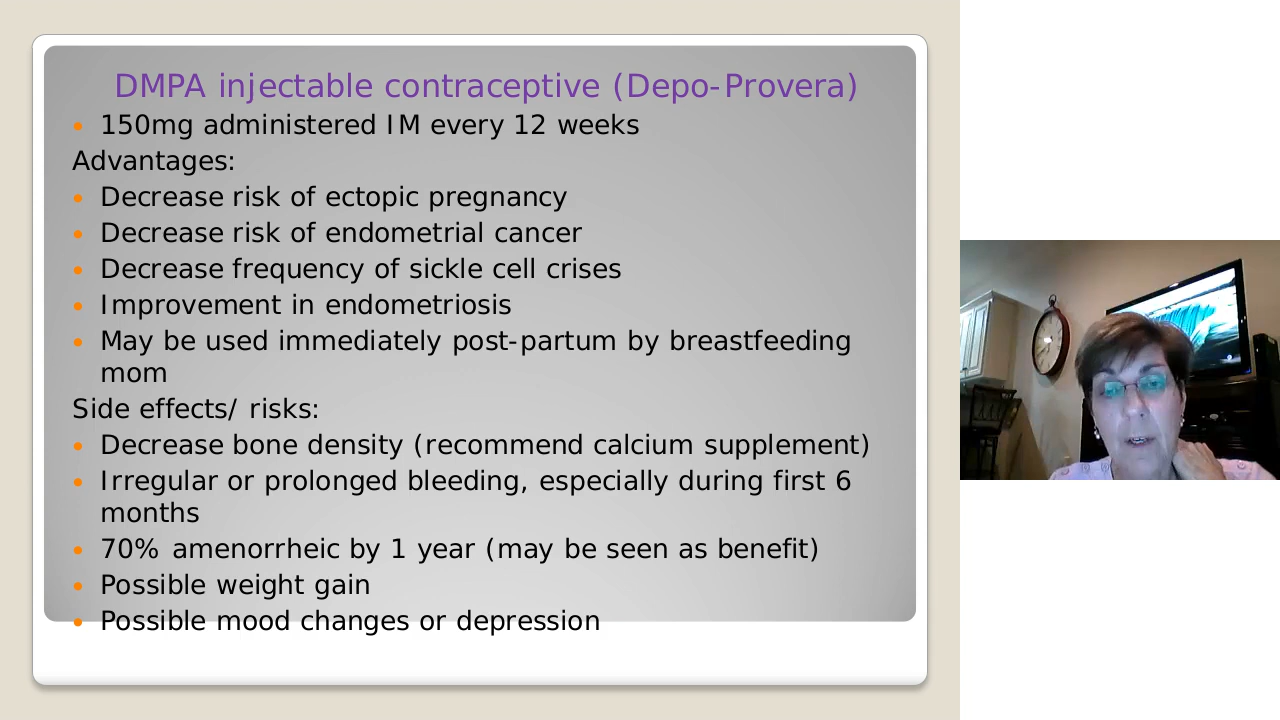 DMPA injectable contraceptive (Depo-Provera)
• 150mg administered IM every 12 weeks
Advantages:
• Decrease risk of ectopic pregnancy
• Decrease risk of endometrial cancer
• Decrease frequency of sickle cell crises
• Improvement in endometriosis
• May be used immediately post-partum by breastfeeding
mom
Side effects/ risks:
• Decrease bone density (recommend calcium supplement)
• Irregular or prolonged bleeding, especially during first 6
months
• 70% amenorrheic by 1 year (may be seen as benefit)
• Possible weight gain
• Possible mood changes or depression